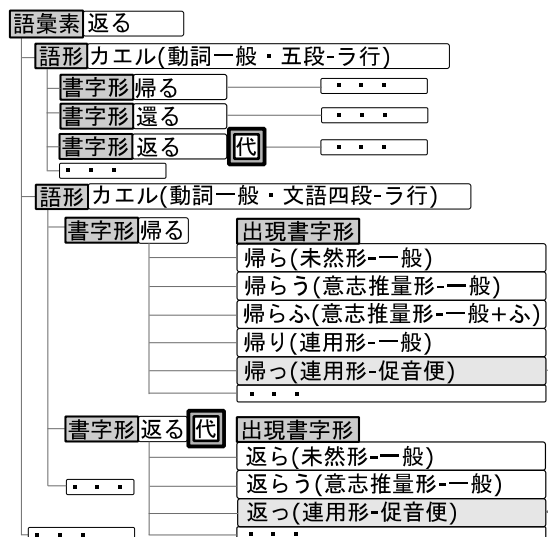 語彙素 返る
語形 カエル(動詞一般・五段-ラ行)
書字形 帰る ・・・
書字形 還る ・・・
書字形 返る 代 ・・・
・・・
語形 カエル(動詞一般・文語四段-ラ行)
書字形 帰る 出現書字形
帰ら(未然形-一般)
帰らう(意志推量形-一般)
帰らふ(意志推量形-一般+ふ)
帰り(連用形-一般)
帰っ(連用形-促音便)
・・・
書字形 返る 代 出現書字形
返ら(未然形-一般)
返らう(意志推量形-一般)
・・・
返っ(連用形-促音便)
・・・ ・・・